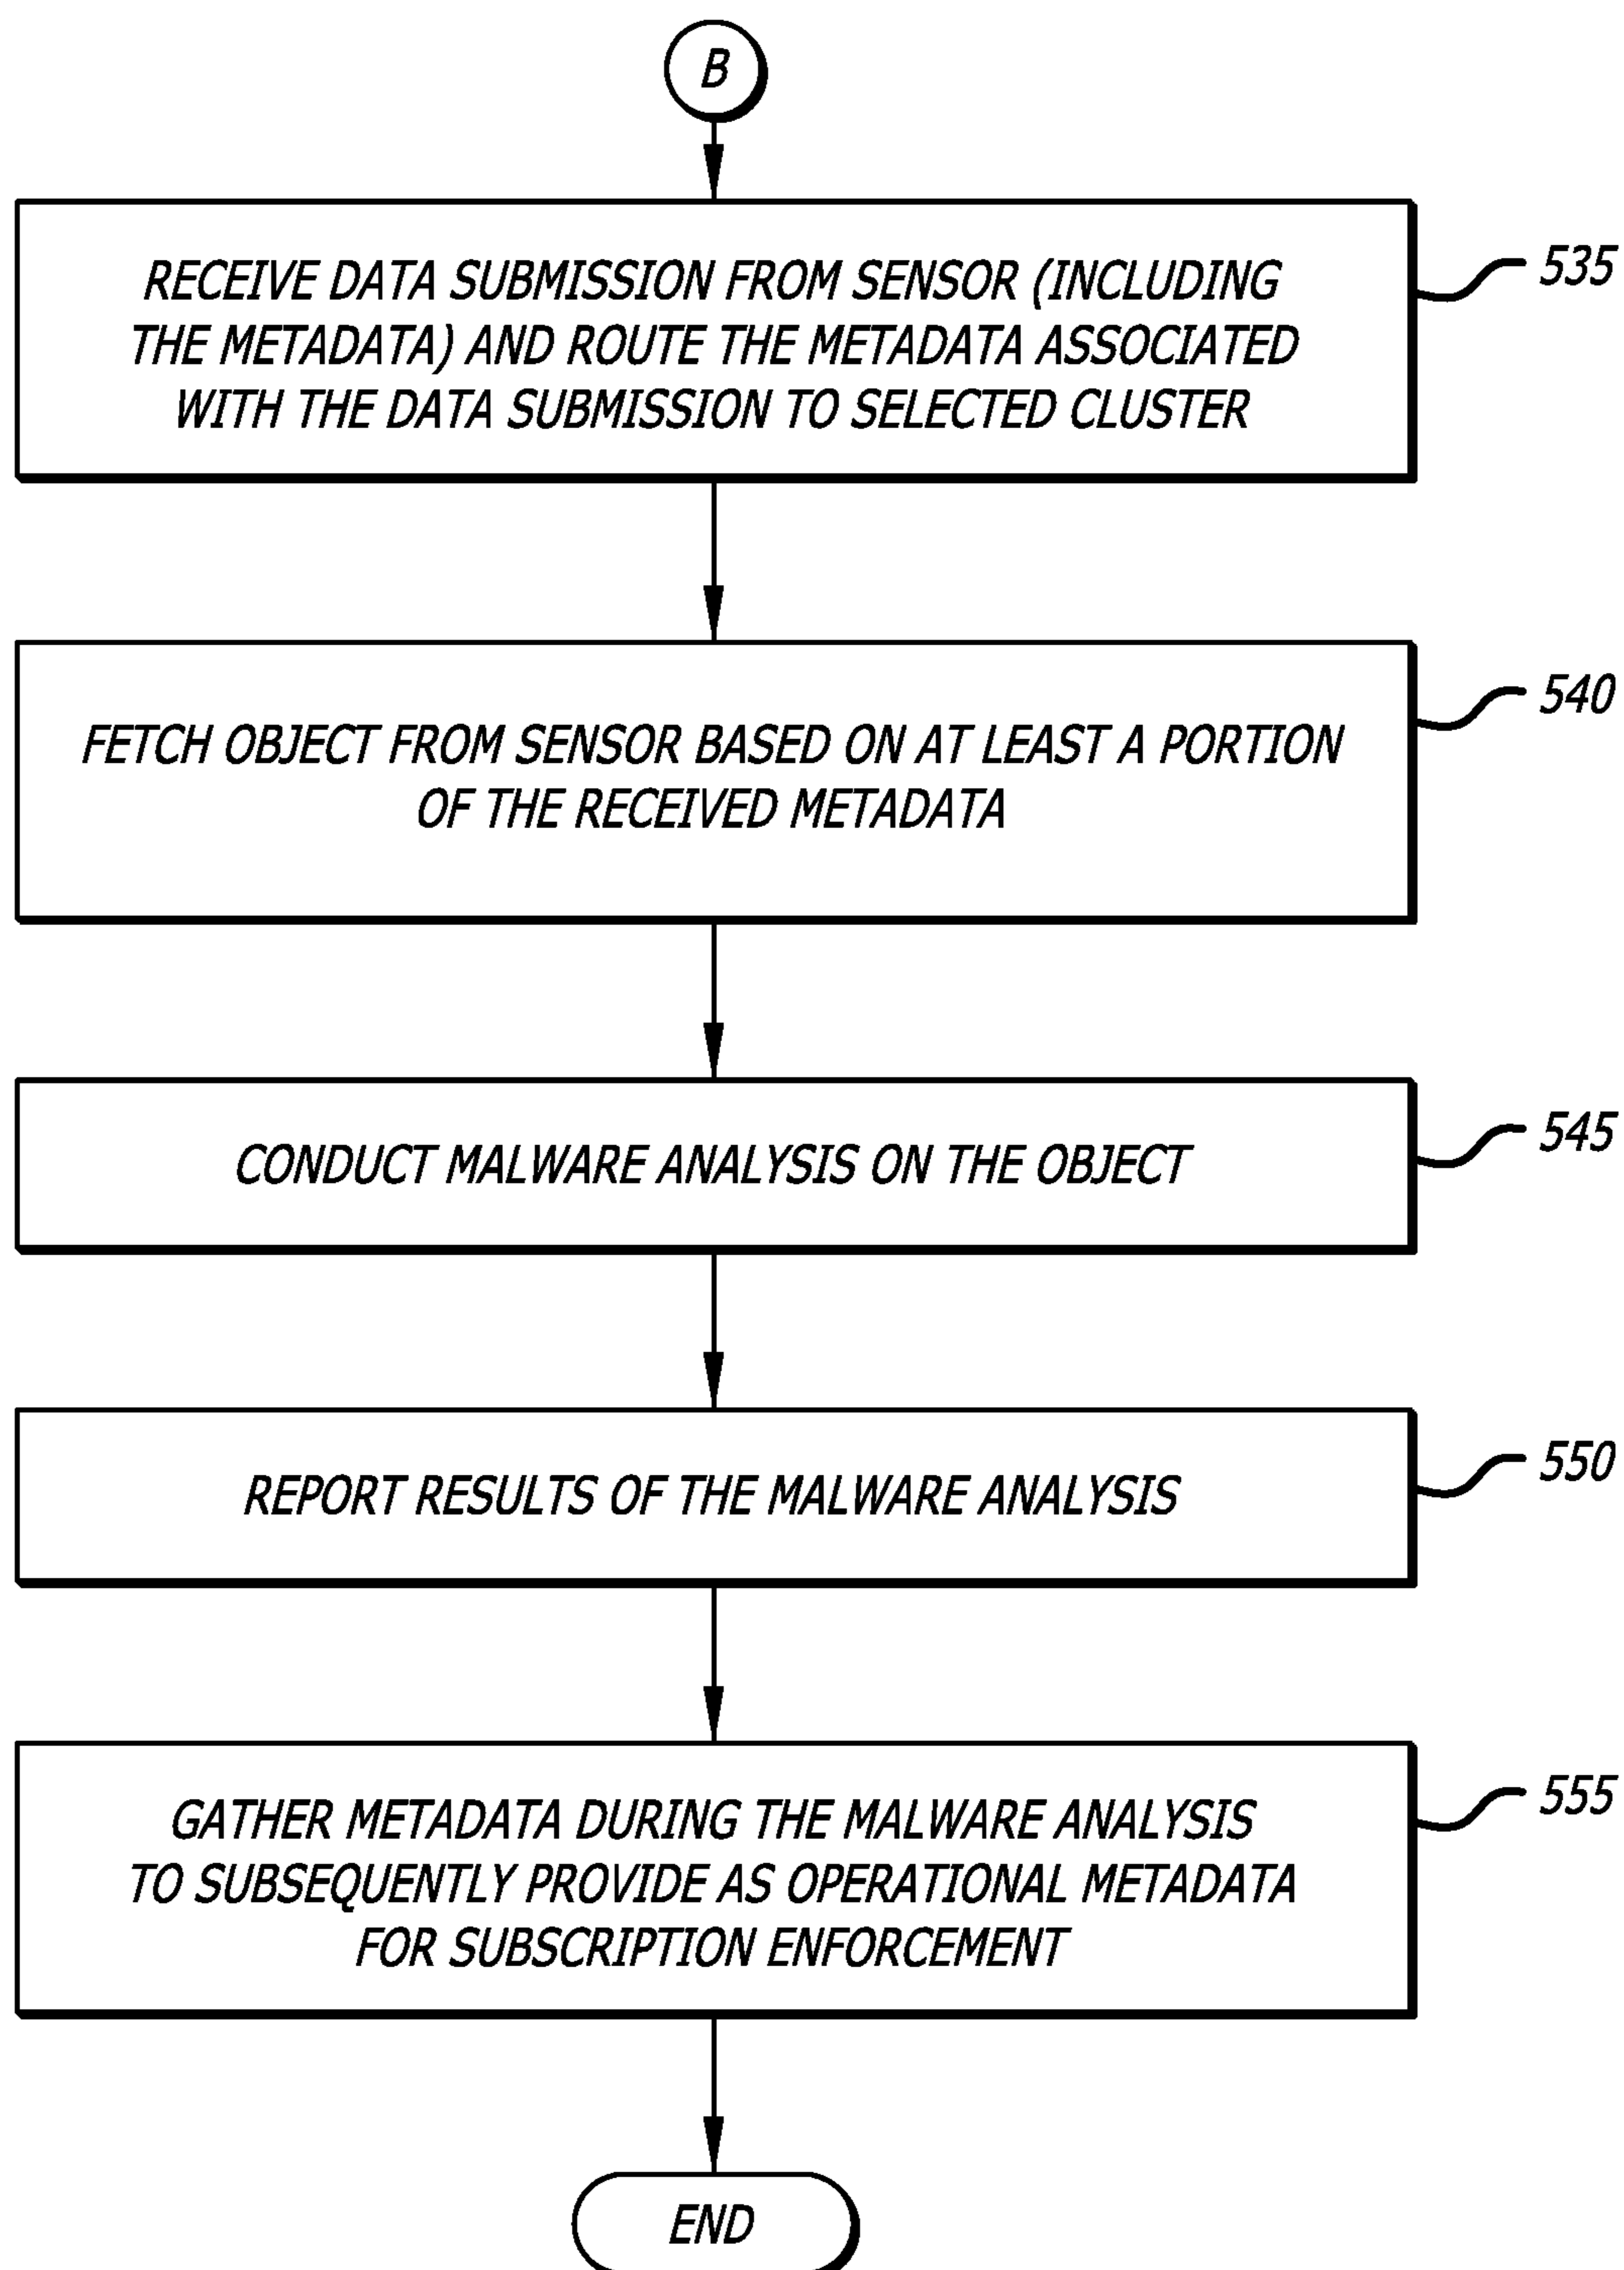 B
RECEIVE DATA SUBMISSION FROM SENSOR (INCLUDING
THE METADATA) AND ROUTE THE METADATA ASSOCIATED
WITH THE DATA SUBMISSION TO SELECTED CLUSTER
535
FETCH OBJECT FROM SENSOR BASED ON AT LEAST A PORTION
OF THE RECEIVED METADATA
540
CONDUCT MALWARE ANALYSIS ON THE OBJECT
545
REPORT RESULTS OF THE MALWARE ANALYSIS
550
GATHER METADATA DURING THE MALWARE ANALYSIS
TO SUBSEQUENTLY PROVIDE AS OPERATIONAL METADATA
FOR SUBSCRIPTION ENFORCEMENT
555
END